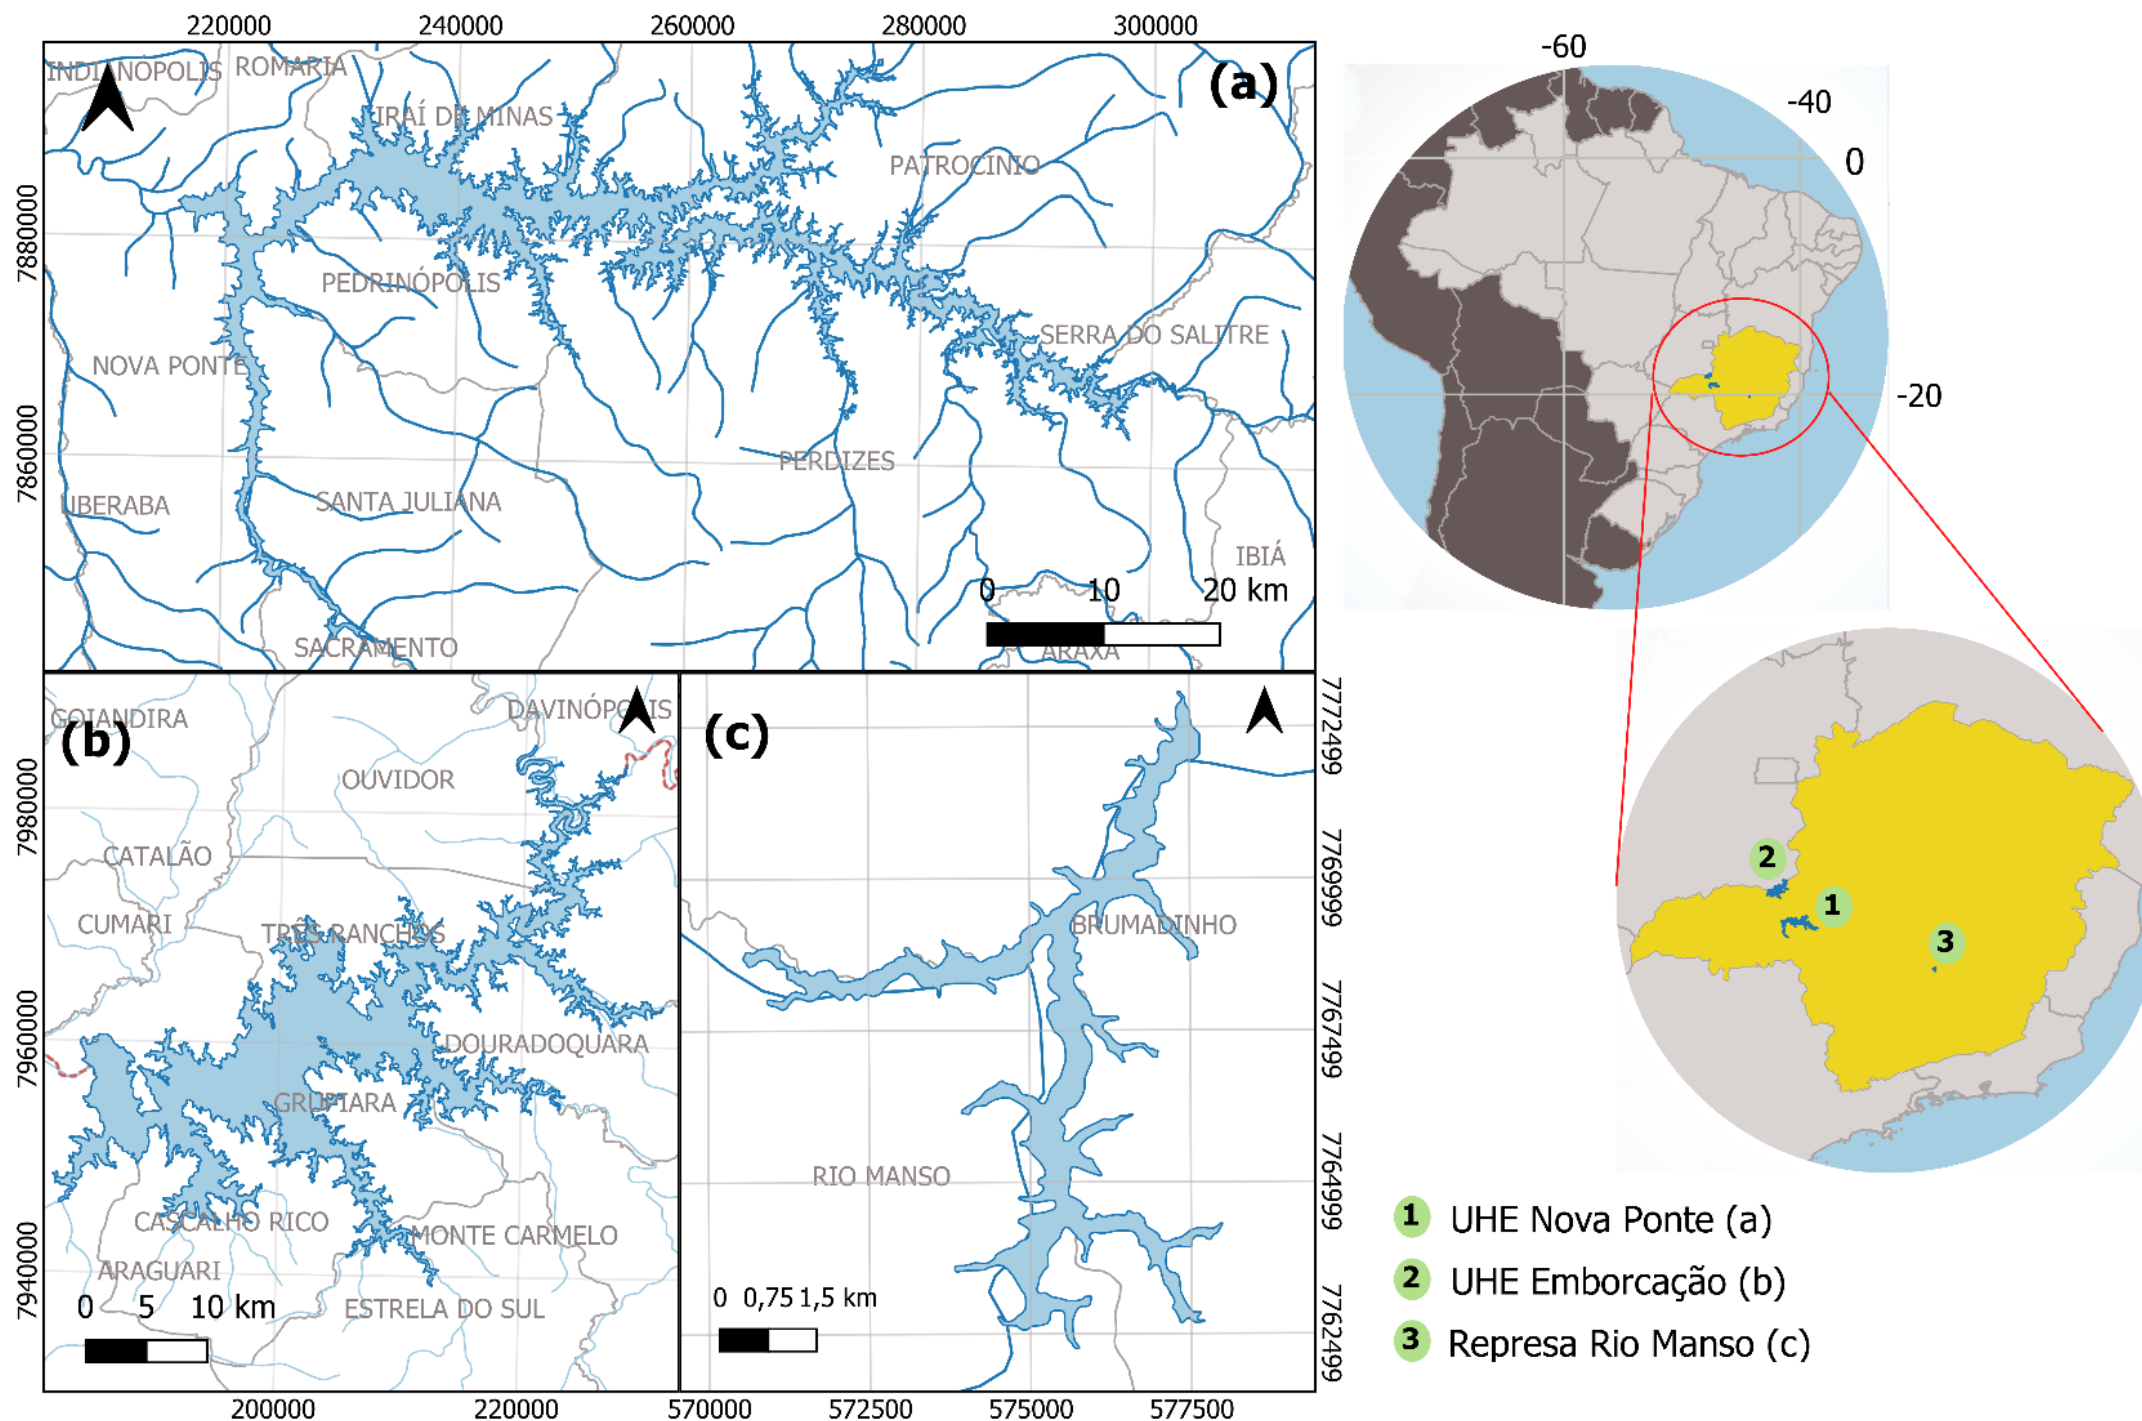 220000 240000 260000 280000 300000
INDIANÓPOLIS ROMARIA
(a)
IRAÍ DE MINAS
PATROCÍNIO
7880000
PEDRINÓPOLIS
SERRA DO SALITRE
NOVA PONTE
7860000
PERDIZES
UBERABA
SANTA JULIANA
IBIÁ
0 10 20 km
SACRAMENTO
ARAXÁ
GOIANDIRA
DAVINÓPOLIS
(b)
OUVIDOR
7980000
CATALÃO
CUMARI
TRÊS RANCHOS
7960000
DOURADOQUARA
GRUPIARA
CASCALHO RICO
MONTE CARMELO
7940000
ARAGUARI
0 5 10 km
ESTRELA DO SUL
200000 220000
(c)
7772499
7769999
BRUMADINHO
7767499
RIO MANSO
7764999
0 0,75 1,5 km
7762499
570000 572500 575000 577500
-60
-40
0
-20
2
1
3
1 UHE Nova Ponte (a)
2 UHE Emborcação (b)
3 Represa Rio Manso (c)